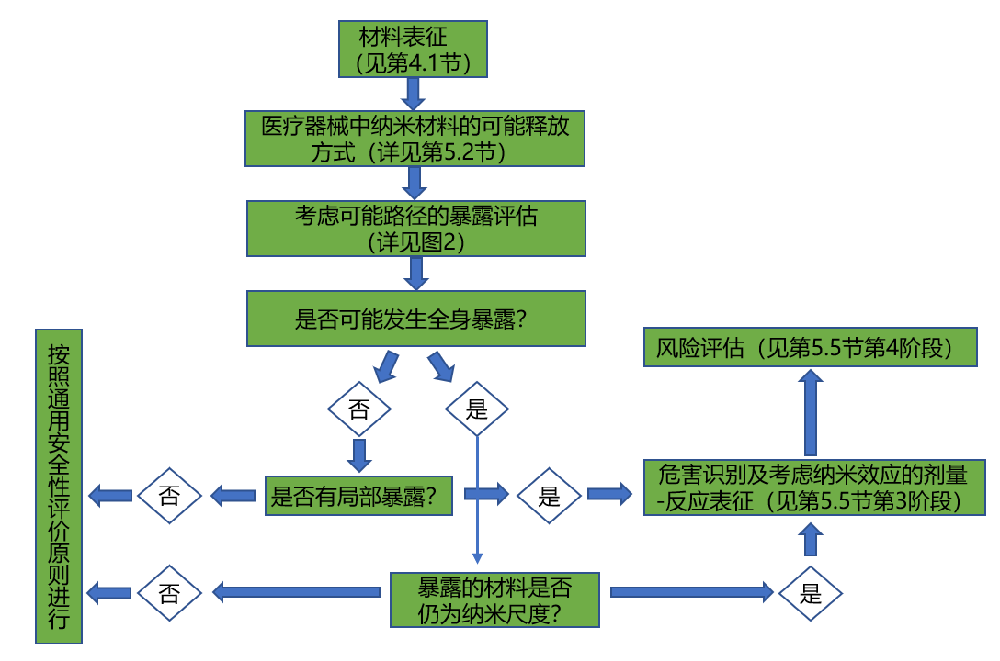 材料表征
（见第4.1节）
医疗器械中纳米材料的可能释放
方式（详见第5.2节）
考虑可能路径的暴露评估
（详见图2）
是否可能发生全身暴露？
按照通用安全性评价原则进行
风险评估（见第5.5节第4阶段）
否
是
危害识别及考虑纳米效应的剂量
-反应表征（见第5.5节第3阶段）
否
是否有局部暴露？
是
否
暴露的材料是否
仍为纳米尺度？
是